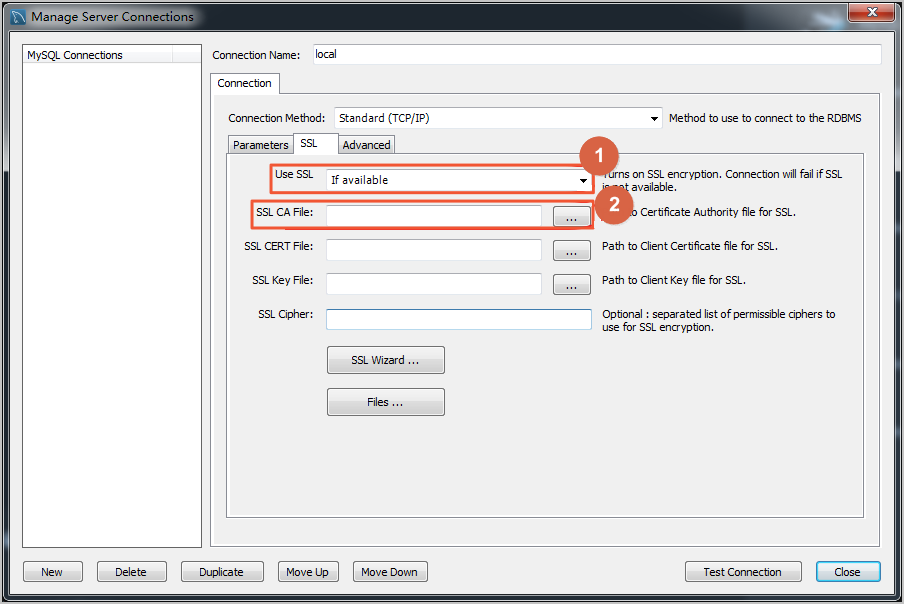 Manage Server Connections
MySQL Connections
Connection Name: local
Connection
Connection Method: Standard (TCP/IP) Method to use to connect to the RDBMS
Parameters SSL Advanced
1
Use SSL If available Turns on SSL encryption. Connection will fail if SSL
is not available.
2
SSL CA File: ... to Certificate Authority file for SSL.
SSL CERT File: ... Path to Client Certificate file for SSL.
SSL Key File: ... Path to Client Key file for SSL.
SSL Cipher: Optional : separated list of permissible ciphers to
use for SSL encryption.
SSL Wizard ...
Files ...
New Delete Duplicate Move Up Move Down Test Connection Close